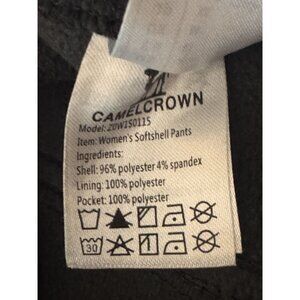 CAMELCROWN
Model: Z0W150115
Item: Women's Softshell Pants
Ingredients:
Shell: 96% polyester 4% spandex
Lining: 100% polyester
Pocket: 100% polyester
30